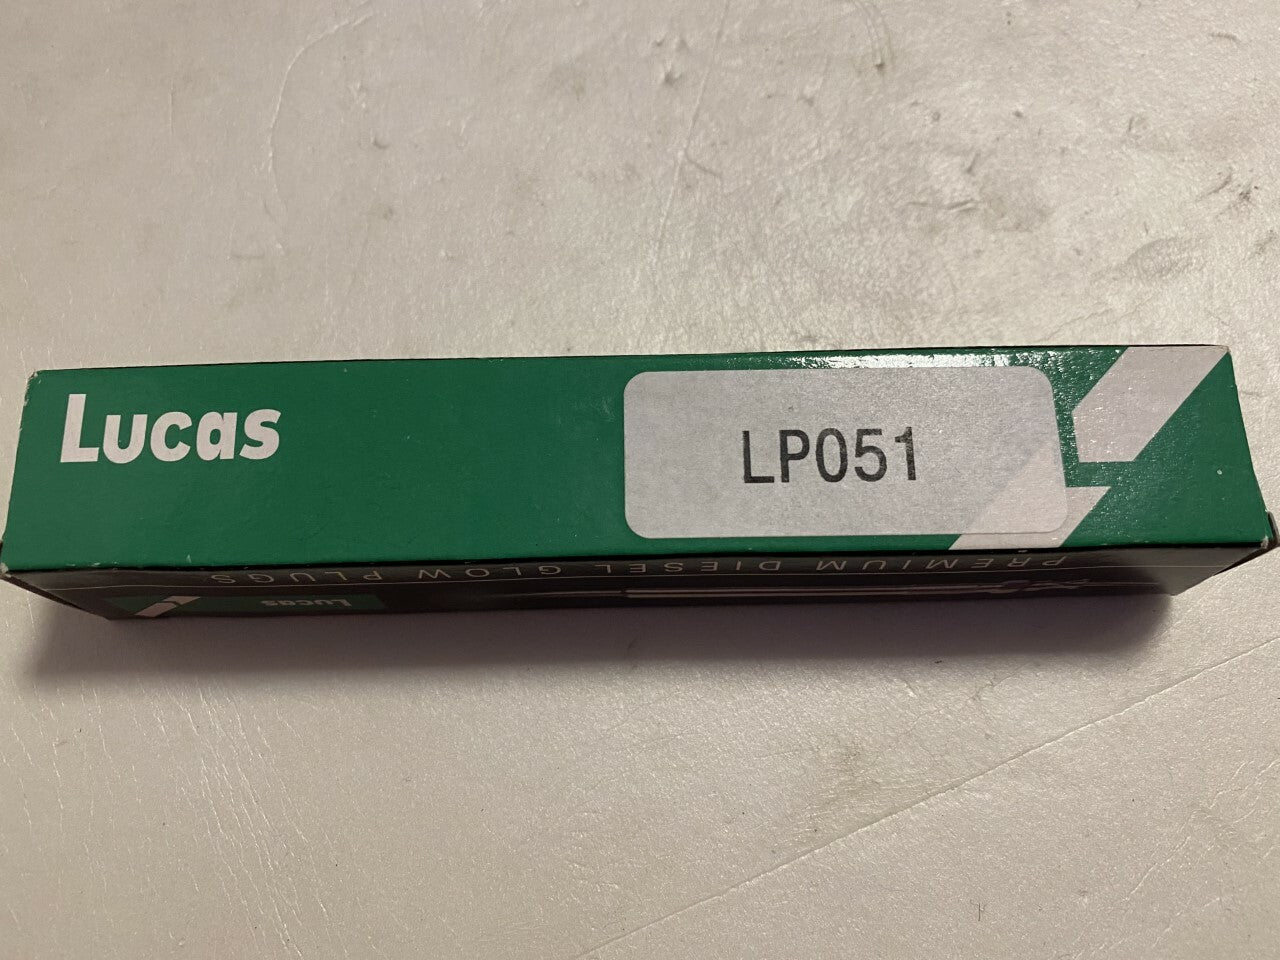 Lucas
LP051
PREMIUM DIESEL GLOW PLUGS
Lucas